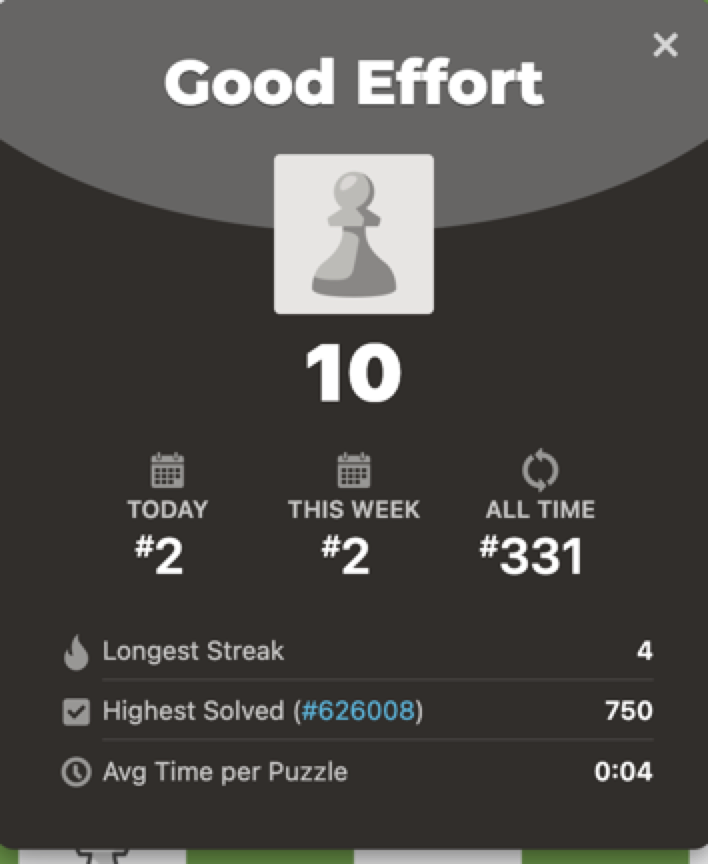 Good Effort
10
TODAY THIS WEEK ALL TIME
#2 #2 #331
Longest Streak 4
Highest Solved (#626008) 750
Avg Time per Puzzle 0:04